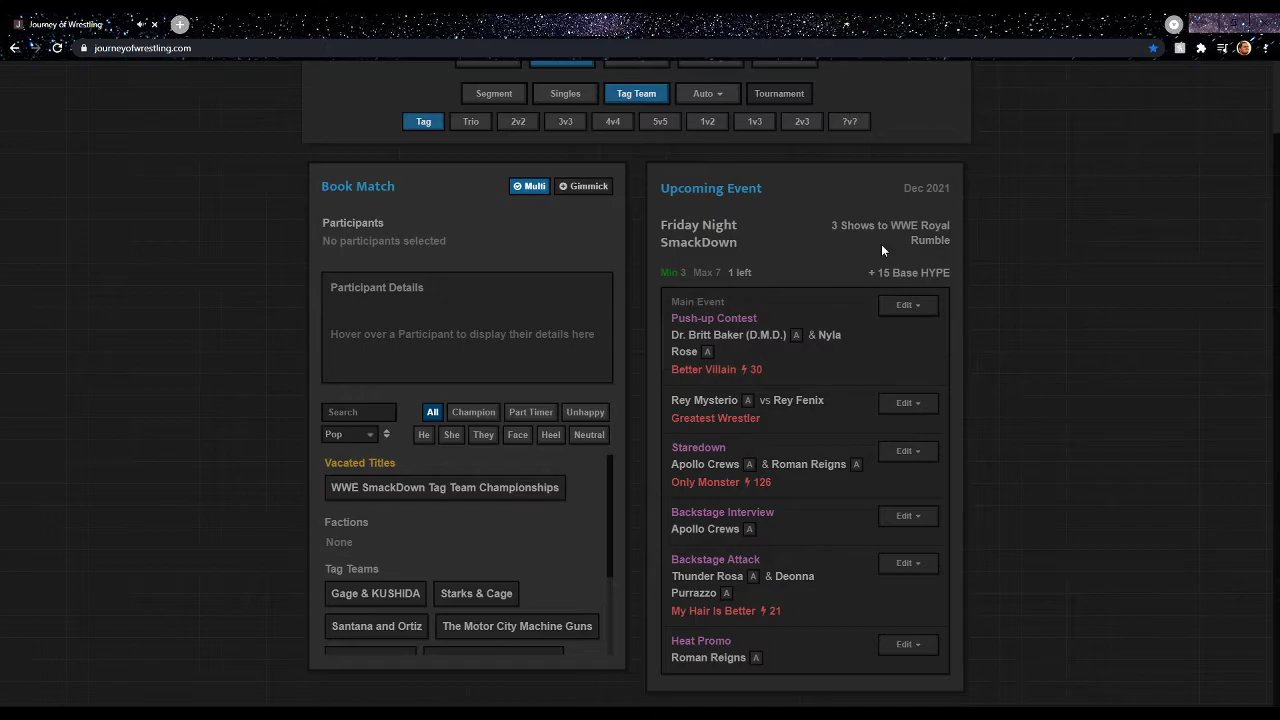 Journey of Wrestling
journeyofwrestling.com
Segment Singles Tag Team Auto Tournament
Tag Trio 2v2 3v3 4v4 5v5 1v2 1v3 2v3 ?v?
Book Match Multi Gimmick
Participants
No participants selected
Participant Details
Hover over a Participant to display their details here
Search All Champion Part Timer Unhappy
Pop He She They Face Heel Neutral
Vacated Titles
WWE SmackDown Tag Team Championships
Factions
None
Tag Teams
Gage & KUSHIDA Starks & Cage
Santana and Ortiz The Motor City Machine Guns
Upcoming Event Dec 2021
Friday Night
SmackDown
3 Shows to WWE Royal
Rumble
Min 3 Max 7 1 left + 15 Base HYPE
Main Event Edit
Push-up Contest
Dr. Britt Baker (D.M.D.) A & Nyla
Rose A
Better Villain 30
Rey Mysterio A vs Rey Fenix Edit
Greatest Wrestler
Staredown Edit
Apollo Crews A & Roman Reigns A
Only Monster 126
Backstage Interview Edit
Apollo Crews A
Backstage Attack Edit
Thunder Rosa A & Deonna
Purrazzo A
My Hair Is Better 21
Heat Promo Edit
Roman Reigns A